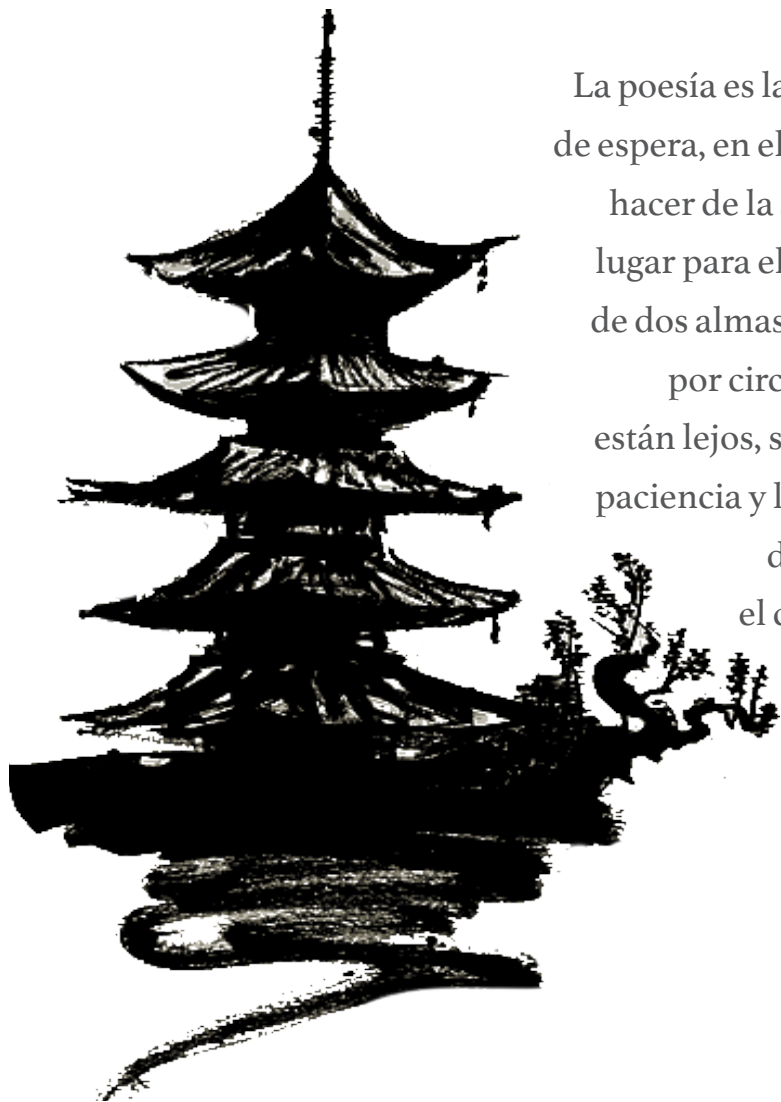 La poesía es la
de espera, en el
hacer de la
lugar para el
de dos almas
por circ
están lejos, s
paciencia y l
d
el c